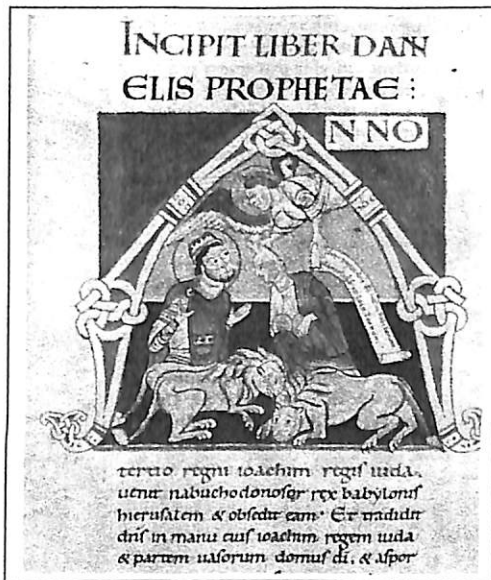 INCIPIT LIBER DANI
ELIS PROPHETAE :
NNO
tertio regni ioachim regis iuda.
uenit nabuchodonosor rex babylonis
hierusalem & obsedit eam. Et tradidit
dns in manu eius ioachim regem iuda
& partem uasorum domus di. & aspor